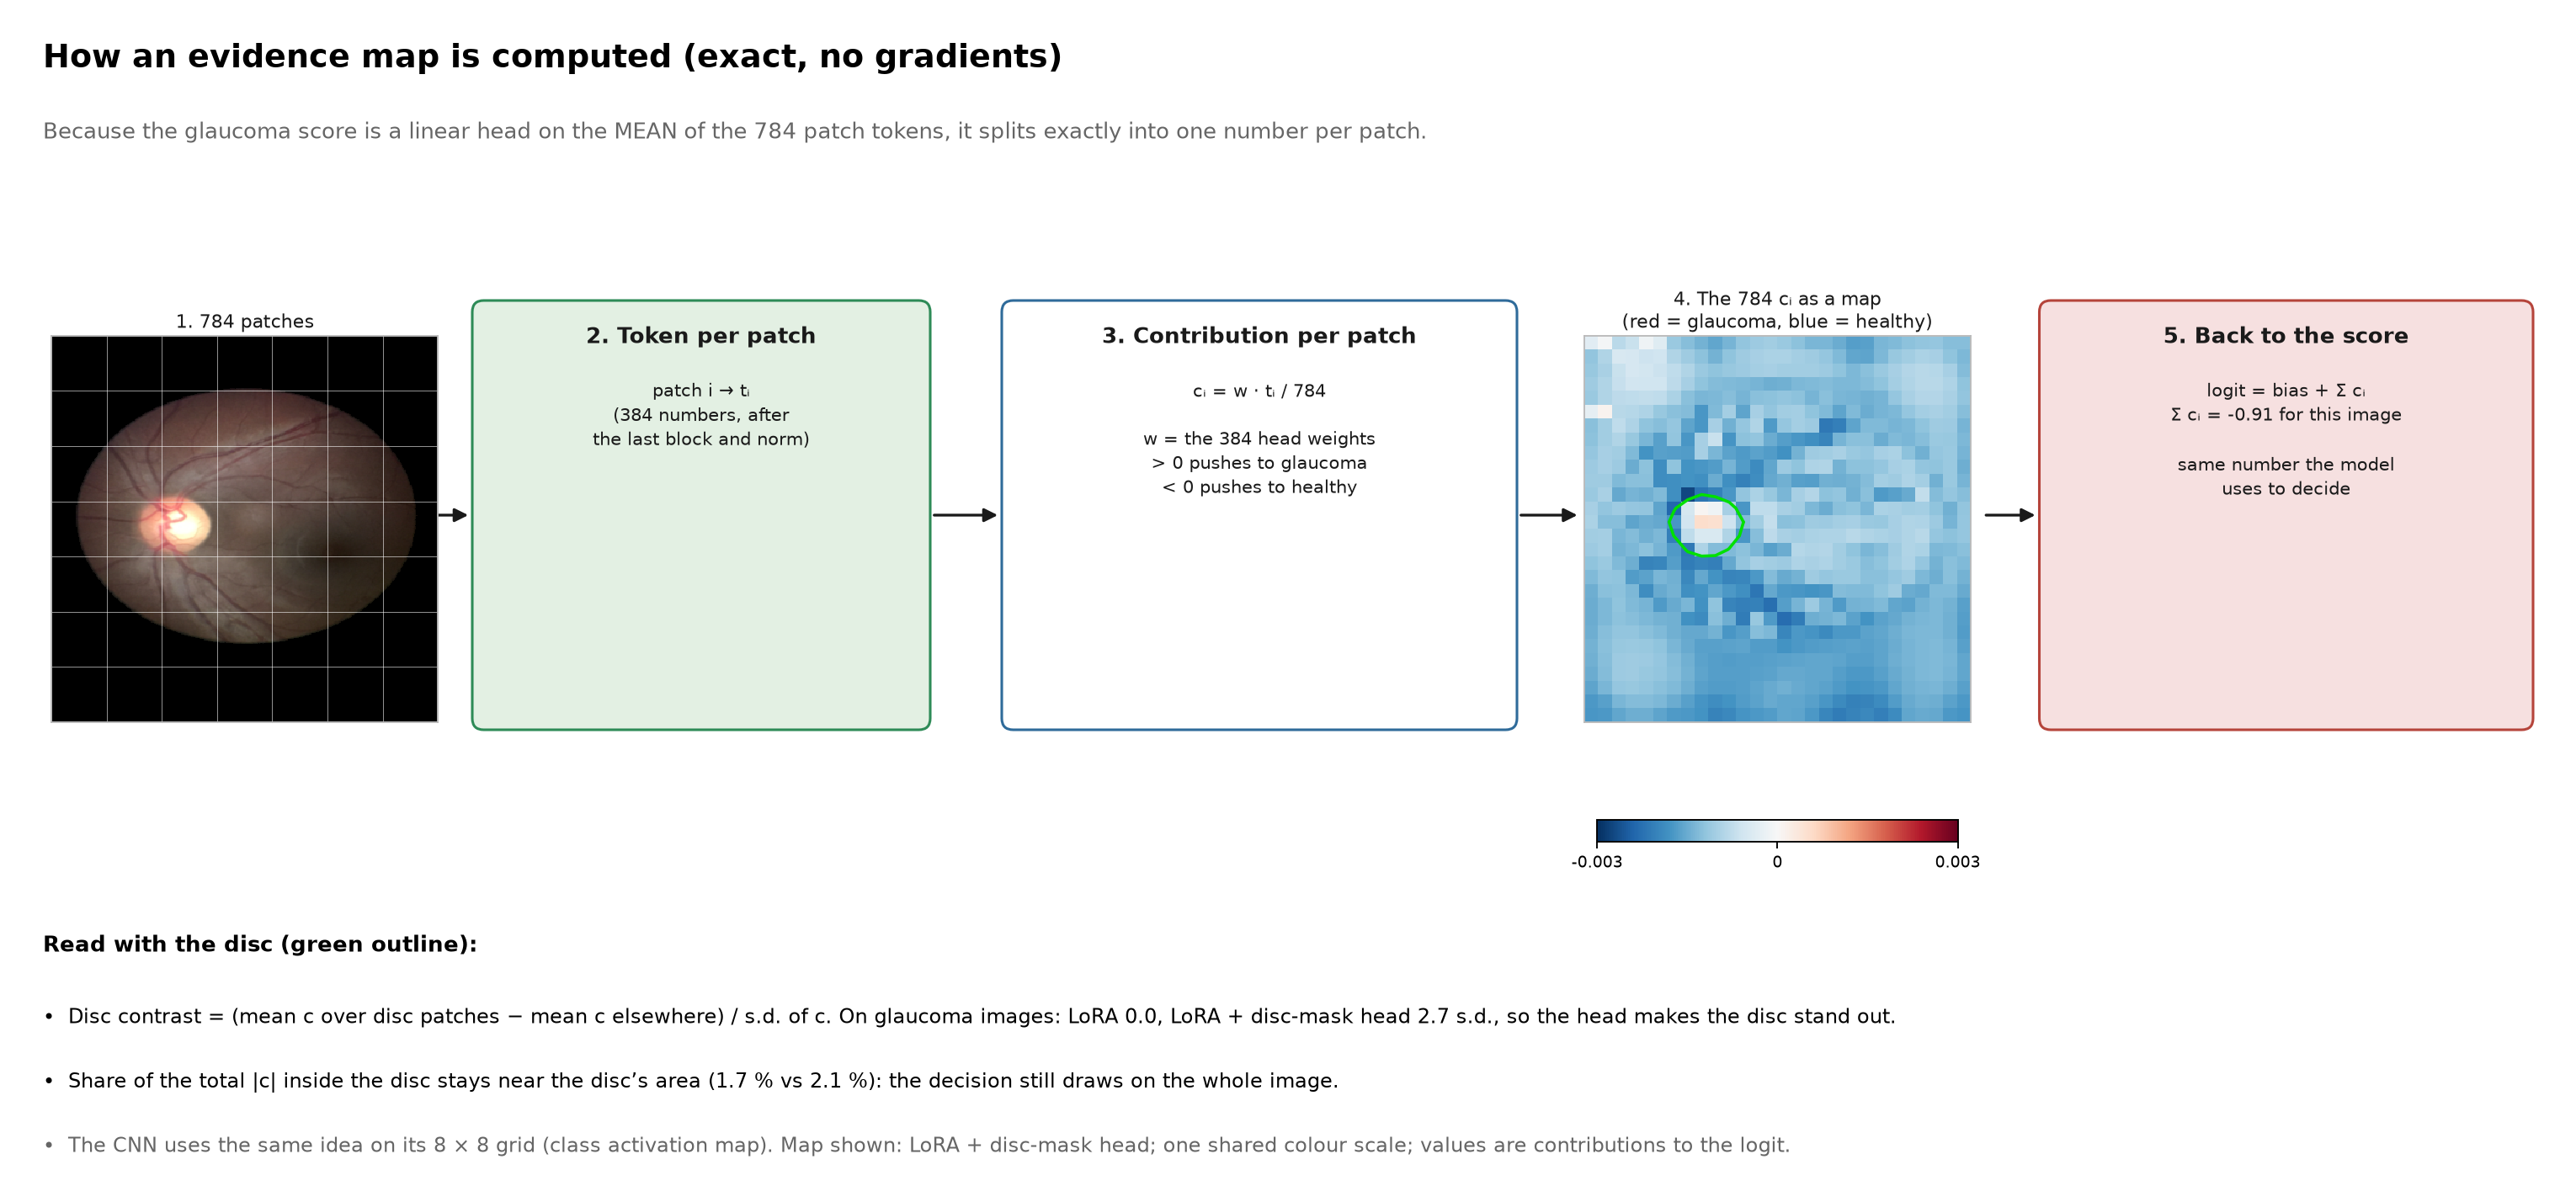 How an evidence map is computed (exact, no gradients)
Because the glaucoma score is a linear head on the MEAN of the 784 patch tokens, it splits exactly into one number per patch.
1. 784 patches
2. Token per patch
patch i → tᵢ
(384 numbers, after
the last block and norm)
3. Contribution per patch
cᵢ = w · tᵢ / 784
w = the 384 head weights
> 0 pushes to glaucoma
< 0 pushes to healthy
4. The 784 cᵢ as a map
(red = glaucoma, blue = healthy)
-0.003 0 0.003
5. Back to the score
logit = bias + Σ cᵢ
Σ cᵢ = -0.91 for this image
same number the model
uses to decide
Read with the disc (green outline):
• Disc contrast = (mean c over disc patches − mean c elsewhere) / s.d. of c. On glaucoma images: LoRA 0.0, LoRA + disc-mask head 2.7 s.d., so the head makes the disc stand out.
• Share of the total |c| inside the disc stays near the disc’s area (1.7 % vs 2.1 %): the decision still draws on the whole image.
• The CNN uses the same idea on its 8 × 8 grid (class activation map). Map shown: LoRA + disc-mask head; one shared colour scale; values are contributions to the logit.